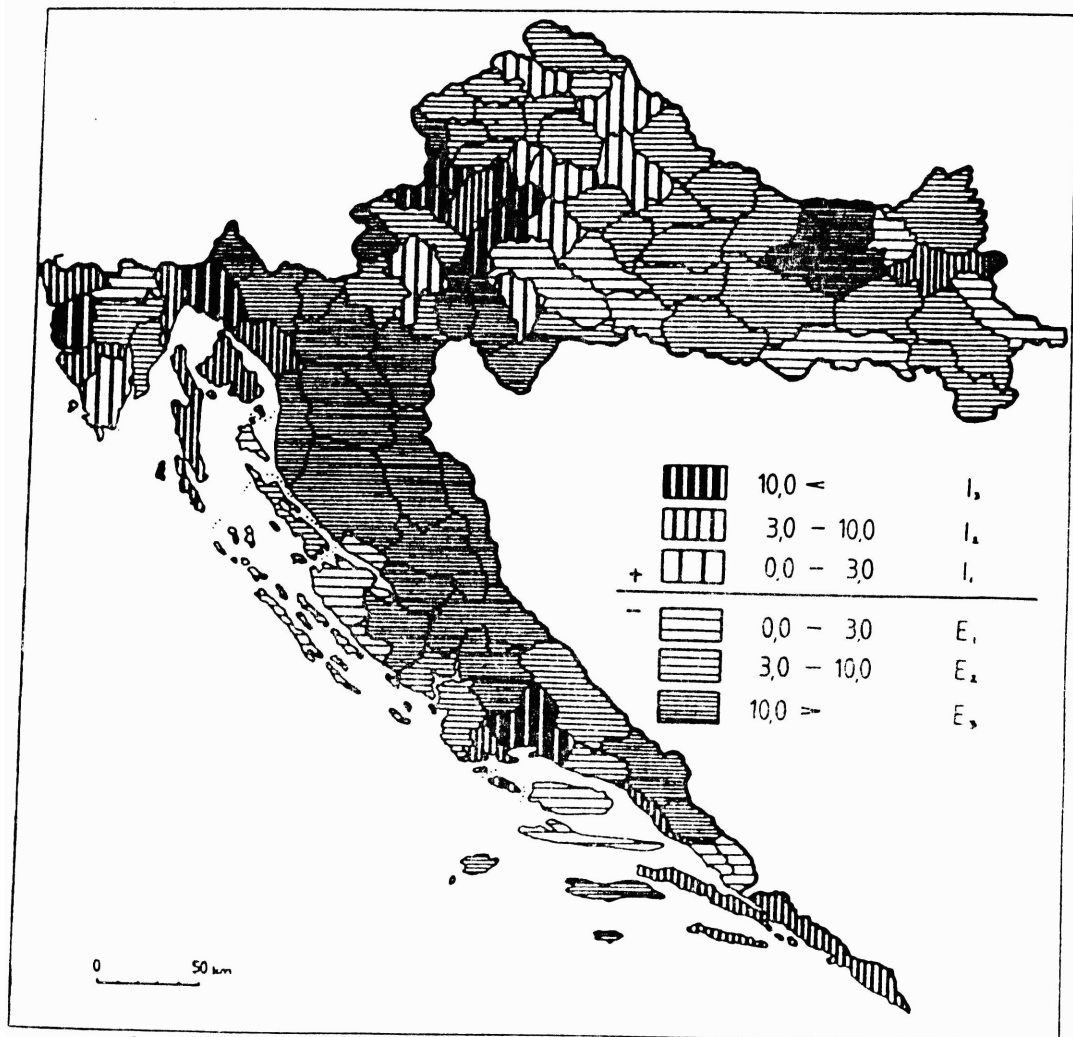 10,0 < I₃
3,0 – 10,0 I₂
+ 0,0 – 3,0 I₁
– 0,0 – 3,0 E₁
3,0 – 10,0 E₂
10,0 > E₃
0 50 km